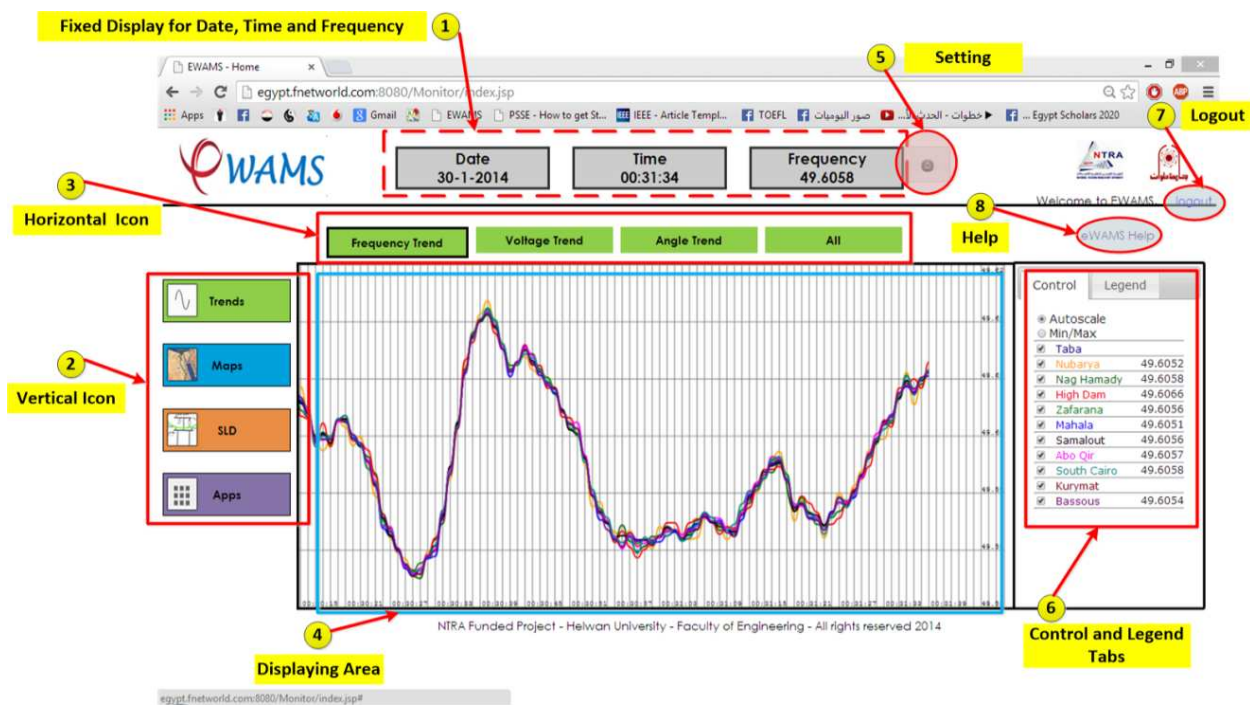 Fixed Display for Date, Time and Frequency
1
5
Setting
EWAMS - Home
egypt.fnetworld.com:8080/Monitor/index.jsp
Apps
Gmail
EWAMS
PSSE - How to get St...
IEEE - Article Templ...
TOEFL
صور اليوميات
خطوات - الحدث الأ...
... Egypt Scholars 2020
7
Logout
eWAMS
Date
30-1-2014
Time
00:31:34
Frequency
49.6058
NTRA
Welcome to EWAMS,
logout
3
Horizontal Icon
8
Help
eWAMS Help
Frequency Trend
Voltage Trend
Angle Trend
All
2
Vertical Icon
Trends
Maps
SLD
Apps
Control
Legend
Autoscale
Min/Max
Taba
Nubarya 49.6052
Nag Hamady 49.6058
High Dam 49.6066
Zafarana 49.6056
Mahala 49.6051
Samalout 49.6056
Abo Qir 49.6057
South Cairo 49.6058
Kurymat
Bassous 49.6054
4
Displaying Area
6
Control and Legend
Tabs
NTRA Funded Project - Helwan University - Faculty of Engineering - All rights reserved 2014
egypt.fnetworld.com:8080/Monitor/index.jsp#